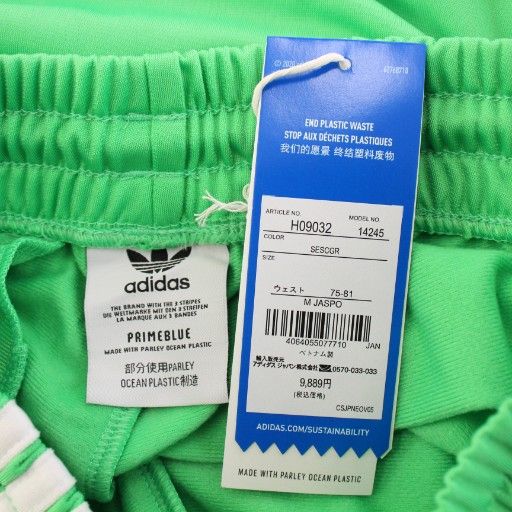 © 2020
42768718
END PLASTIC WASTE
STOP AUX DÉCHETS PLASTIQUES
我们的愿景 终结塑料废物
ARTICLE NO.
MODEL NO.
H09032
14245
COLOR
SESCGR
SIZE
ウェスト 75-81
M JASPO
4064055077710 JAN
ベトナム製
輸入販売元
アディダス ジャパン(株) 0570-033-033
9,889円
(税込価格)
CSJPNEOV05
ADIDAS.COM/SUSTAINABILITY
MADE WITH PARLEY OCEAN PLASTIC
adidas
THE BRAND WITH THE 3 STRIPES
DIE WELTMARKE MIT DEN 3 STREIFEN
LA MARQUE AUX 3 BANDES
PRIMEBLUE
MADE WITH PARLEY OCEAN PLASTIC
部分使用PARLEY
OCEAN PLASTIC制造